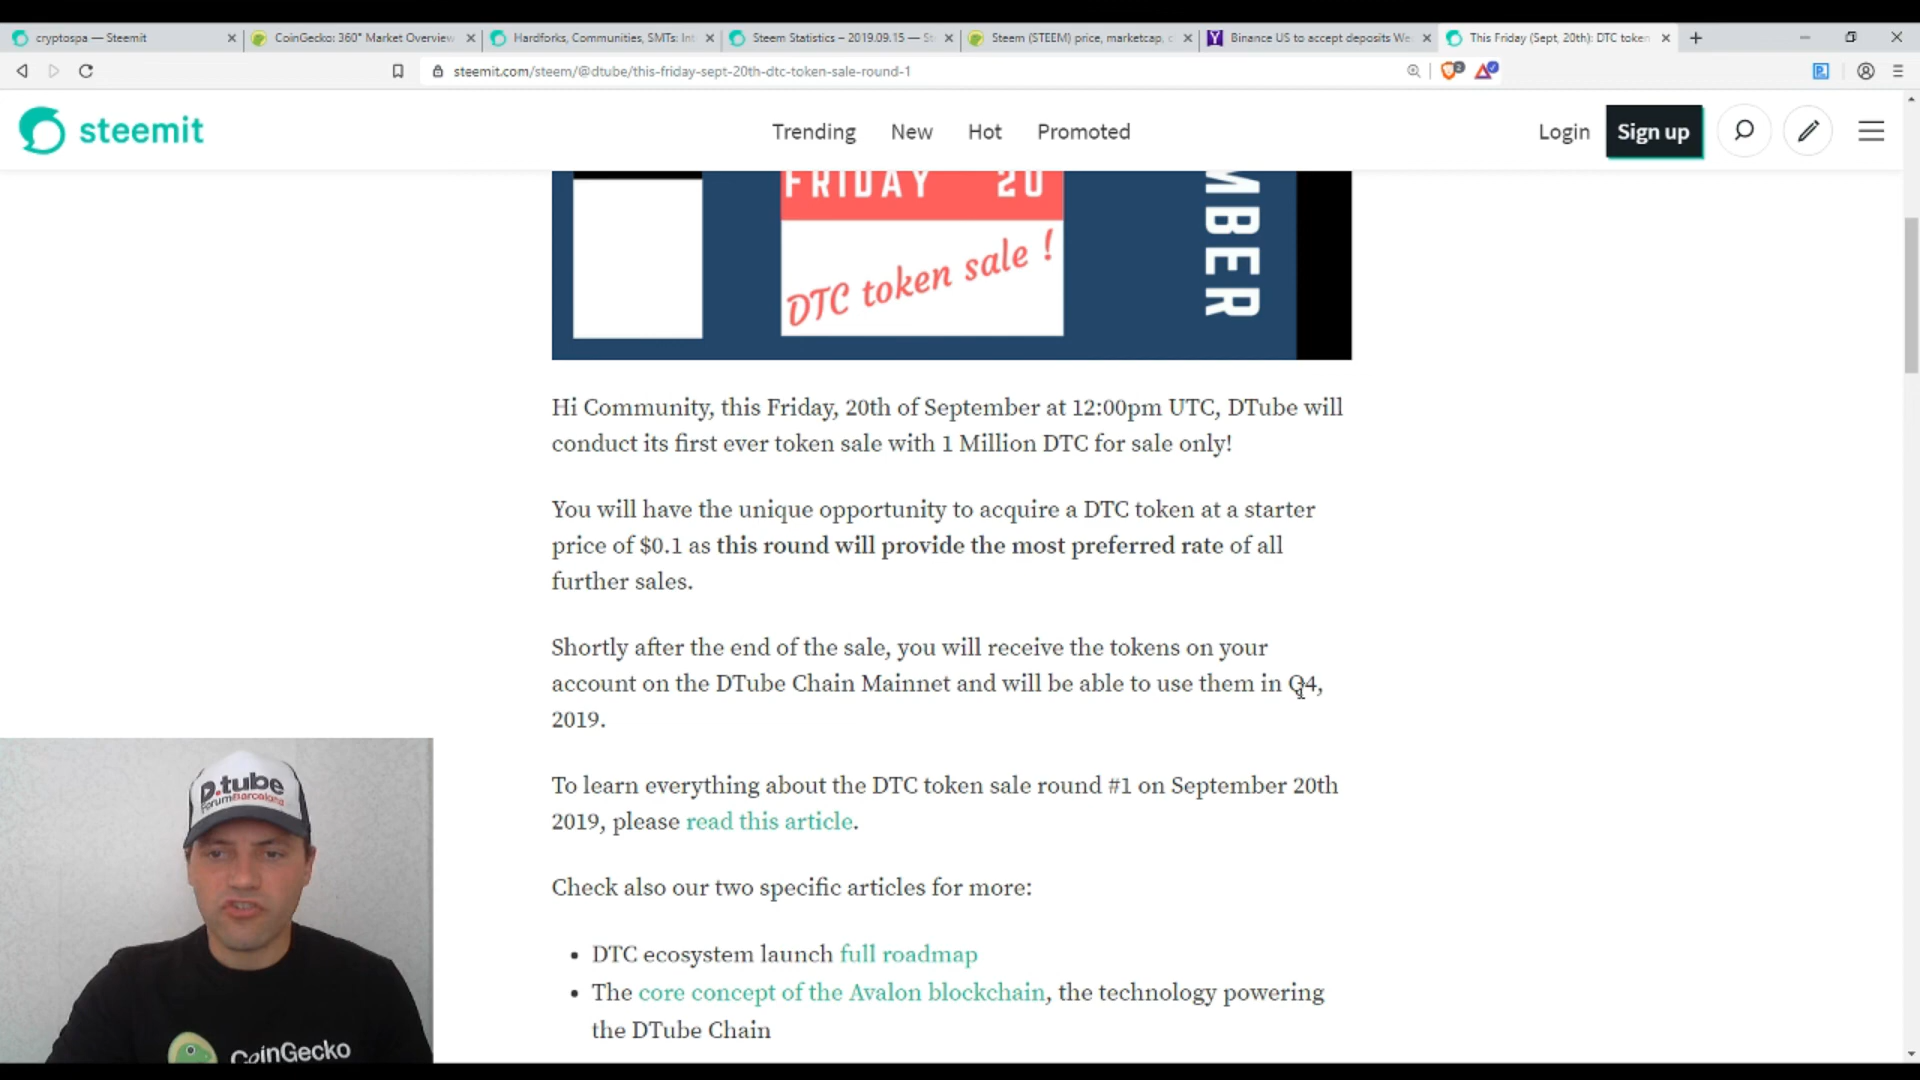 cryptospa — Steemit
CoinGecko: 360° Market Overview
Hardforks, Communities, SMTs: Int
Steem Statistics – 2019.09.15 — St
Steem (STEEM) price, marketcap, c
Binance US to accept deposits We
This Friday (Sept, 20th): DTC token
steemit.com/steem/@dtube/this-friday-sept-20th-dtc-token-sale-round-1
steemit
Trending New Hot Promoted
Login Sign up
FRIDAY 20
DTC token sale !
MBER
Hi Community, this Friday, 20th of September at 12:00pm UTC, DTube will
conduct its first ever token sale with 1 Million DTC for sale only!
You will have the unique opportunity to acquire a DTC token at a starter
price of $0.1 as this round will provide the most preferred rate of all
further sales.
Shortly after the end of the sale, you will receive the tokens on your
account on the DTube Chain Mainnet and will be able to use them in Q4,
2019.
To learn everything about the DTC token sale round #1 on September 20th
2019, please read this article.
Check also our two specific articles for more:
• DTC ecosystem launch full roadmap
• The core concept of the Avalon blockchain, the technology powering
the DTube Chain
D.tube
ForumBarcelona
CoinGecko